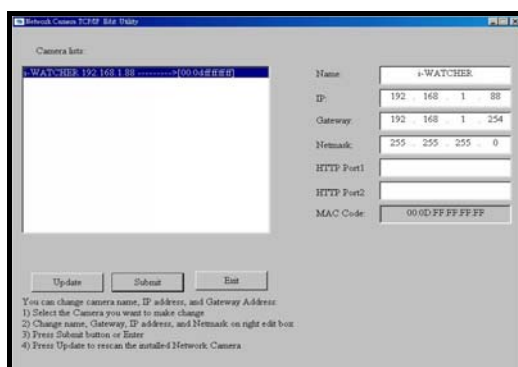 Network Camera TCP/IP Edit Utility
Camera lists:
i-WATCHER 192.168.1.88 --------->[00:0d:ff:ff:ff:ff]
Name: i-WATCHER
IP: 192 . 168 . 1 . 88
Gateway: 192 . 168 . 1 . 254
Netmask: 255 . 255 . 255 . 0
HTTP Port1
HTTP Port2
MAC Code: 00:0D:FF:FF:FF:FF
Update Submit Exit
You can change camera name, IP address, and Gateway Address:
1) Select the Camera you want to make change
2) Change name, Gateway, IP address, and Netmask on right edit box
3) Press Submit button or Enter
4) Press Update to rescan the installed Network Camera